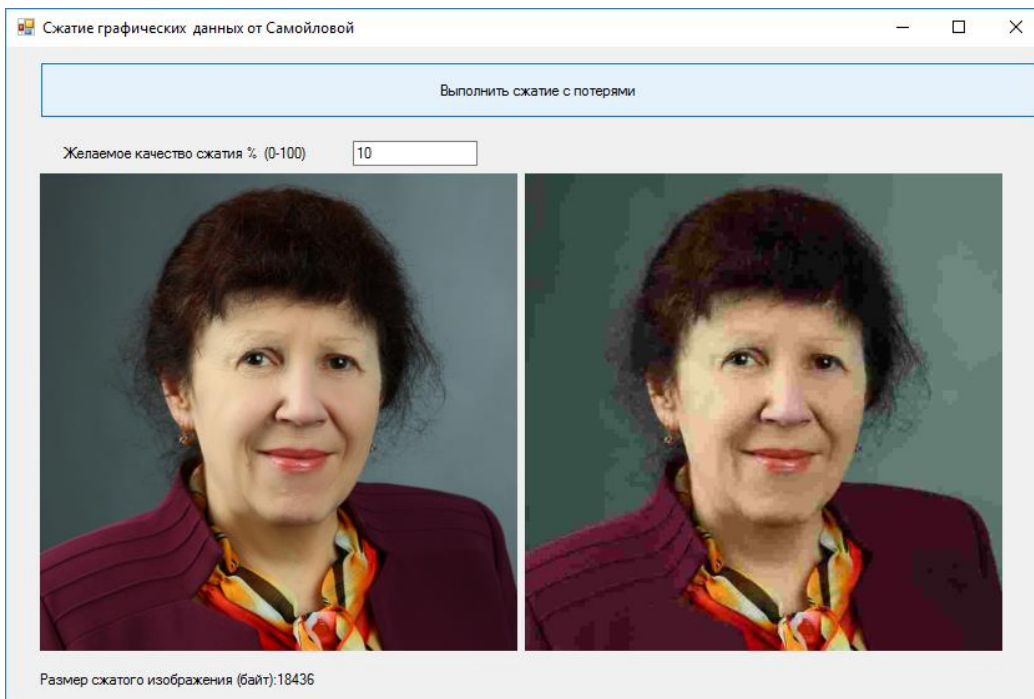 Сжатие графических  данных от Самойловой
Выполнить сжатие с потерями
Желаемое качество сжатия %  (0-100)
10
Размер сжатого изображения (байт):18436